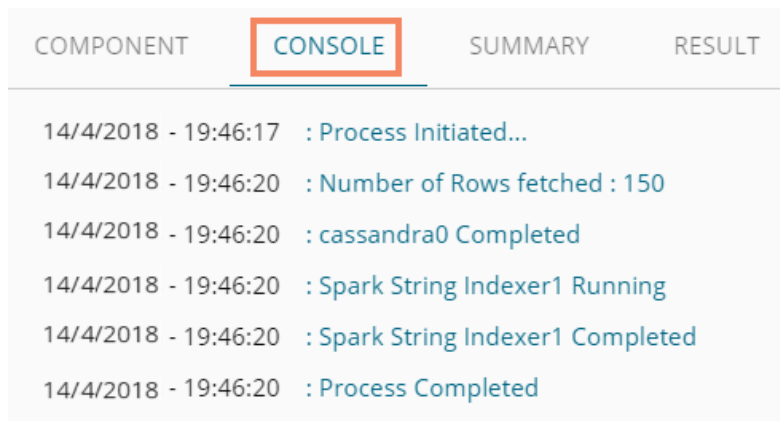 COMPONENT CONSOLE SUMMARY RESULT
14/4/2018 - 19:46:17 : Process Initiated...
14/4/2018 - 19:46:20 : Number of Rows fetched : 150
14/4/2018 - 19:46:20 : cassandra0 Completed
14/4/2018 - 19:46:20 : Spark String Indexer1 Running
14/4/2018 - 19:46:20 : Spark String Indexer1 Completed
14/4/2018 - 19:46:20 : Process Completed